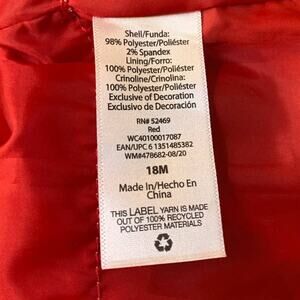 Shell/Funda:
98% Polyester/Poliéster
2% Spandex
Lining/Forro:
100% Polyester/Poliéster
Crinoline/Crinolina:
100% Polyester/Poliéster
Exclusive of Decoration
Exclusivo de Decoración
RN# 52469
Red
WC40100017087
EAN/UPC 6 1351485382
WM#478682-08/20
18M
Made In/Hecho En
China
THIS LABEL YARN IS MADE
OUT OF 100% RECYCLED
POLYESTER MATERIALS